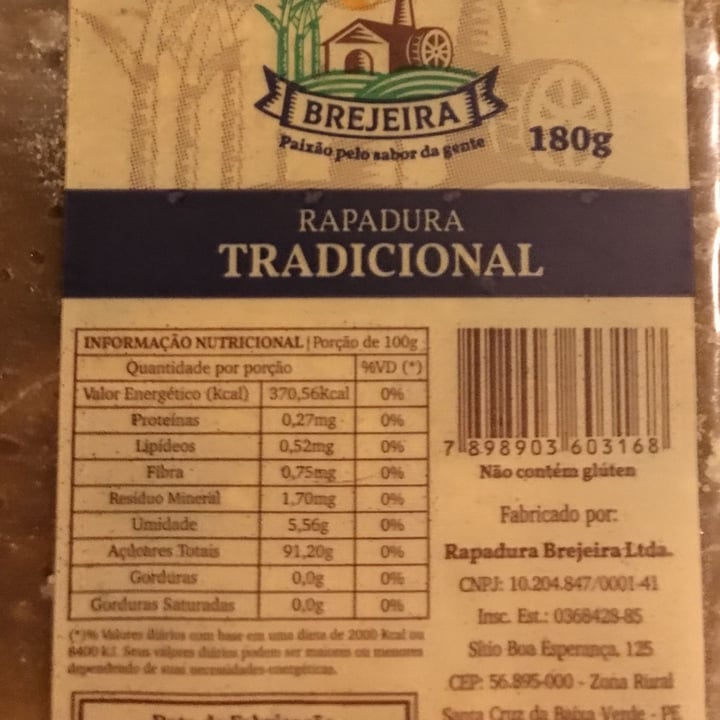 BREJEIRA
Paixão pelo sabor da gente
180g
RAPADURA
TRADICIONAL
INFORMAÇÃO NUTRICIONAL | Porção de 100g
Quantidade por porção %VD (*)
Valor Energético (kcal) 370,56kcal 0%
Proteínas 0,27mg 0%
Lipídeos 0,52mg 0%
Fibra 0,75mg 0%
Resíduo Mineral 1,70mg 0%
Umidade 5,56g 0%
Açúcares Totais 91,20g 0%
Gorduras 0,0g 0%
Gorduras Saturadas 0,0g 0%
(*)% Valores diários com base em uma dieta de 2000 kcal ou
8400 kJ. Seus valores diários podem ser maiores ou menores
dependendo de suas necessidades energéticas.
7 898903 603168
Não contém glúten
Fabricado por:
Rapadura Brejeira Ltda.
CNPJ: 10.204.847/0001-41
Insc. Est.: 0368428-85
Sítio Boa Esperança, 125
CEP: 56.895-000 - Zona Rural
Santa Cruz da Baixa Verde - PE
Data de Fabricação